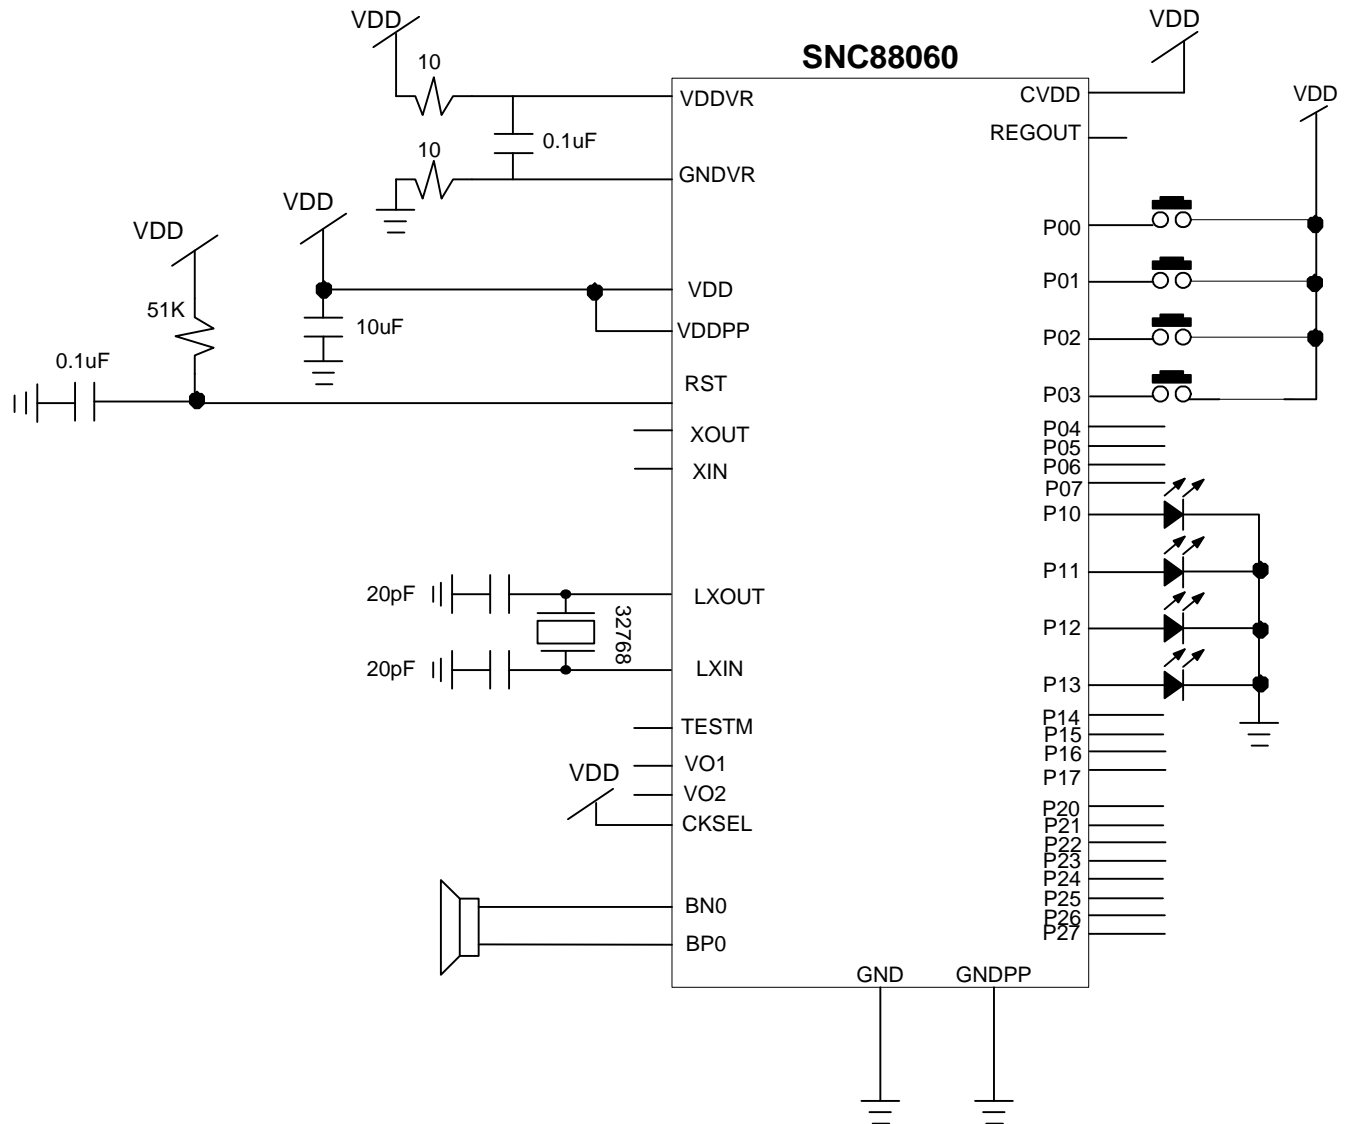 SNC88060
VDD
10
VDDVR
0.1uF
10
GNDVR
VDD
VDD
VDD
10uF
VDDPP
51K
0.1uF
RST
XOUT
XIN
20pF
LXOUT
32768
20pF
LXIN
TESTM
VO1
VDD
VO2
CKSEL
BN0
BP0
GND
GNDPP
VDD
CVDD
VDD
REGOUT
P00
P01
P02
P03
P04
P05
P06
P07
P10
P11
P12
P13
P14
P15
P16
P17
P20
P21
P22
P23
P24
P25
P26
P27